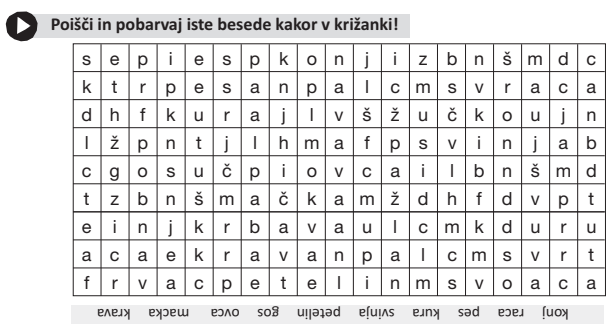 Poišči in pobarvaj iste besede kakor v križanki!
s e p i e s p k o n j i z b n š m d c
k t r p e s a n p a l c m s v r a c a
d h f k u r a j l v š ž u č k o u j n
l ž p n t j l h m a f p s v i n j a b
c g o s u č p i o v c a i l b n š m d
t z b n š m a č k a m ž d h f d v p t
e i n j k r b a v a u l c m k d u r u
a c a e k r a v a n p a l c m s v r t
f r v a c p e t e l i n m s v o a c a
konj raca pes kura svinja petelin gos ovca macka krava